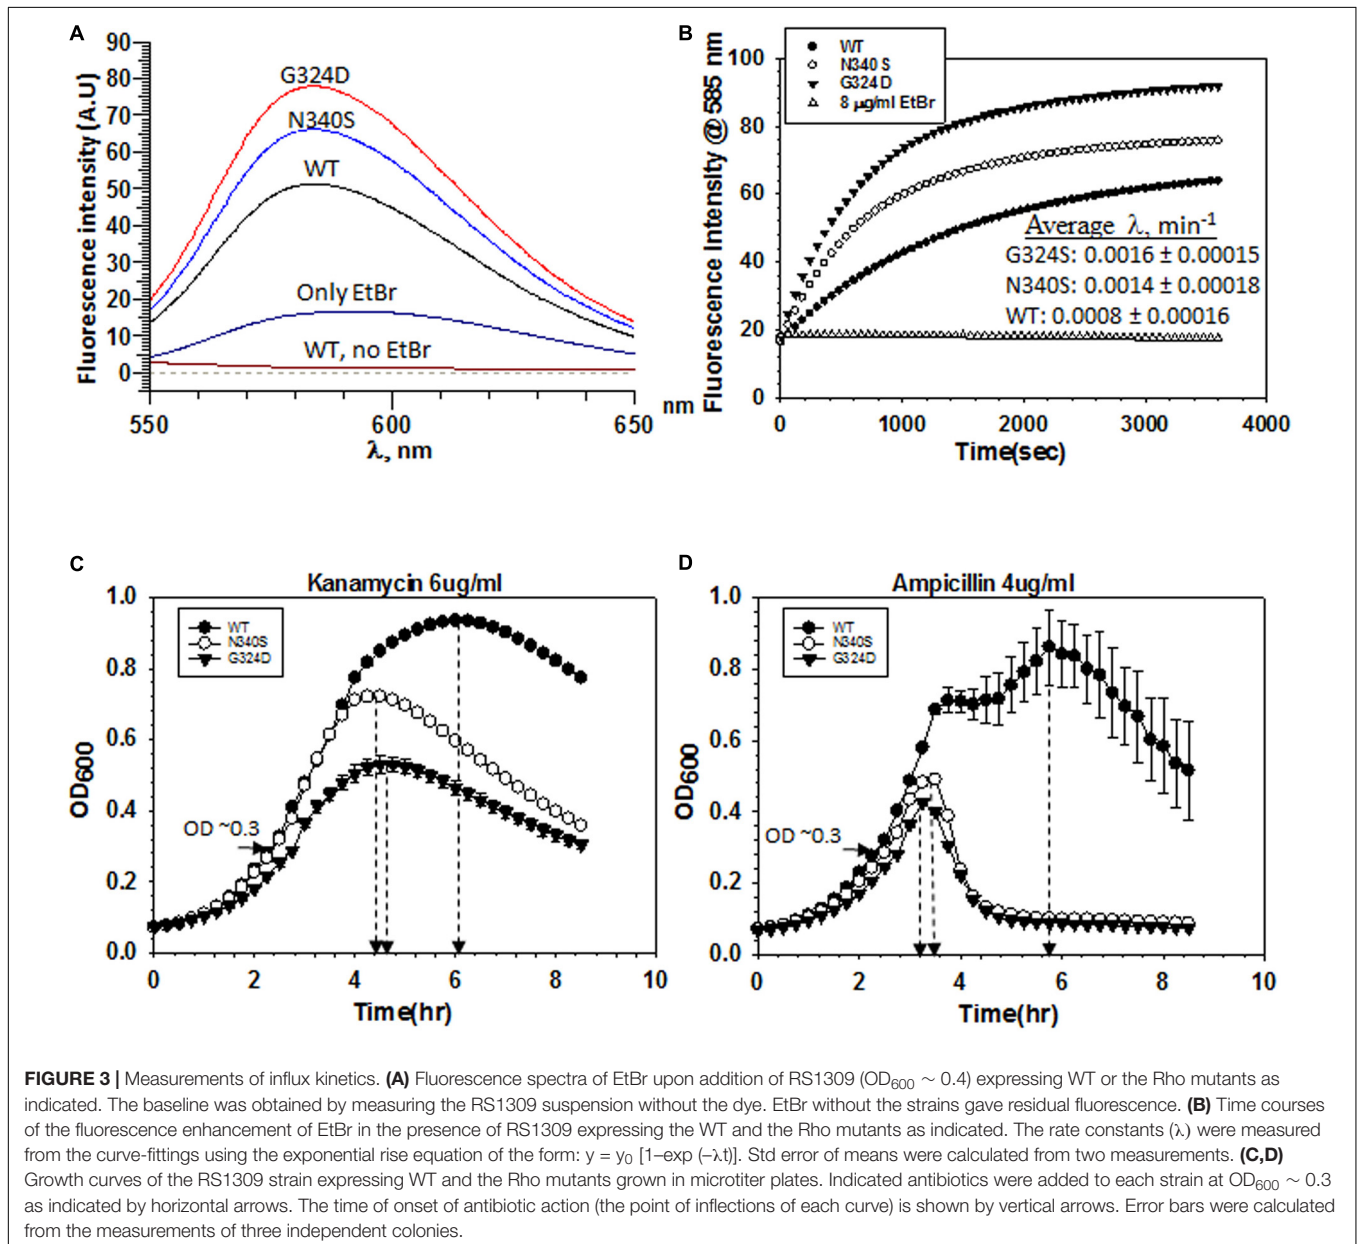 A
Fluorescence intensity (A.U)
90
80
70
60
50
40
30
20
10
0
G324D
N340S
WT
Only EtBr
WT, no EtBr
550
600
650
nm
λ, nm
B
Fluorescence Intensity @ 585 nm
100
80
60
40
20
0
WT
N340 S
G324 D
8 µg/ml EtBr
Average λ, min-1
G324S: 0.0016 ± 0.00015
N340S: 0.0014 ± 0.00018
WT: 0.0008 ± 0.00016
0
1000
2000
3000
4000
Time(sec)
C
Kanamycin 6ug/ml
OD600
1.0
0.8
0.6
0.4
0.2
0.0
WT
N340S
G324D
OD ~0.3
0
2
4
6
8
10
Time(hr)
D
Ampicillin 4ug/ml
OD600
1.0
0.8
0.6
0.4
0.2
0.0
WT
N340S
G324D
OD ~0.3
0
2
4
6
8
10
Time(hr)
FIGURE 3 | Measurements of influx kinetics. (A) Fluorescence spectra of EtBr upon addition of RS1309 (OD600 ~ 0.4) expressing WT or the Rho mutants as
indicated. The baseline was obtained by measuring the RS1309 suspension without the dye. EtBr without the strains gave residual fluorescence. (B) Time courses
of the fluorescence enhancement of EtBr in the presence of RS1309 expressing the WT and the Rho mutants as indicated. The rate constants (λ) were measured
from the curve-fittings using the exponential rise equation of the form: y = y0 [1–exp (–λt)]. Std error of means were calculated from two measurements. (C,D)
Growth curves of the RS1309 strain expressing WT and the Rho mutants grown in microtiter plates. Indicated antibiotics were added to each strain at OD600 ~ 0.3
as indicated by horizontal arrows. The time of onset of antibiotic action (the point of inflections of each curve) is shown by vertical arrows. Error bars were calculated
from the measurements of three independent colonies.